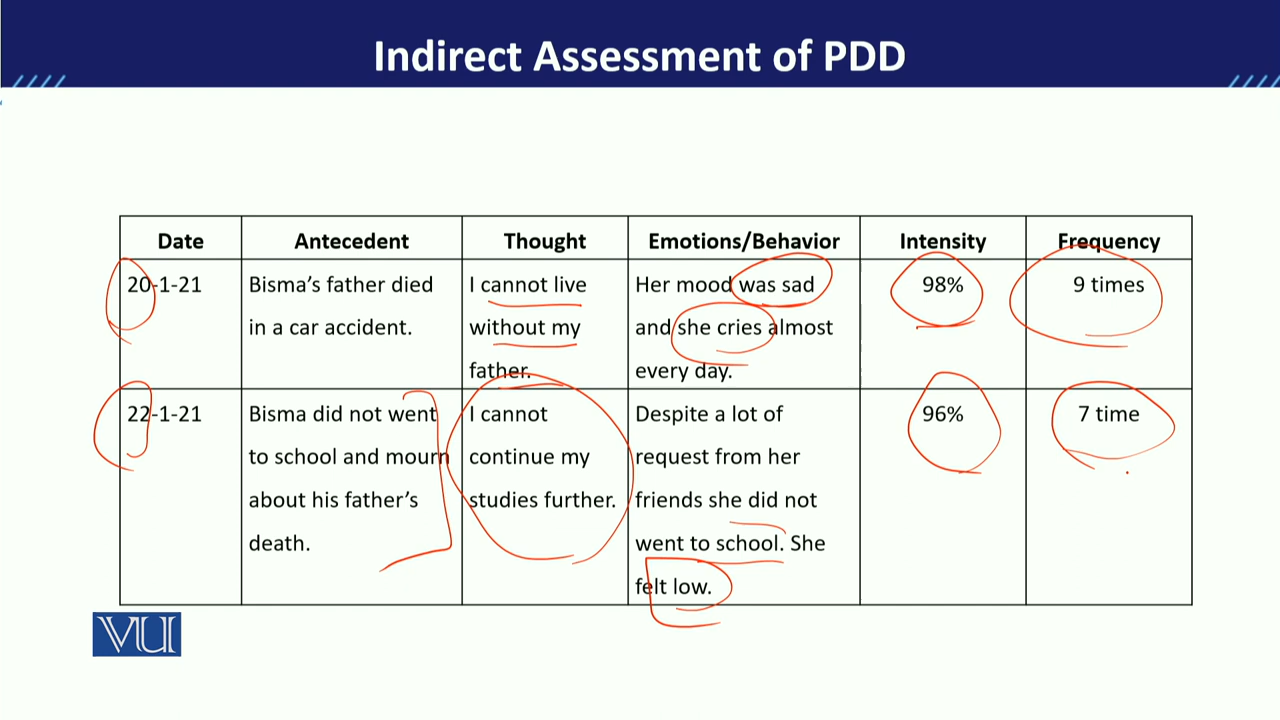 Indirect Assessment of PDD
Date Antecedent Thought Emotions/Behavior Intensity Frequency
20-1-21 Bisma’s father died I cannot live Her mood was sad 98% 9 times
in a car accident. without my and she cries almost
father. every day.
22-1-21 Bisma did not went I cannot Despite a lot of 96% 7 time
to school and mourn continue my request from her
about his father’s studies further. friends she did not
death. went to school. She
felt low.
VU